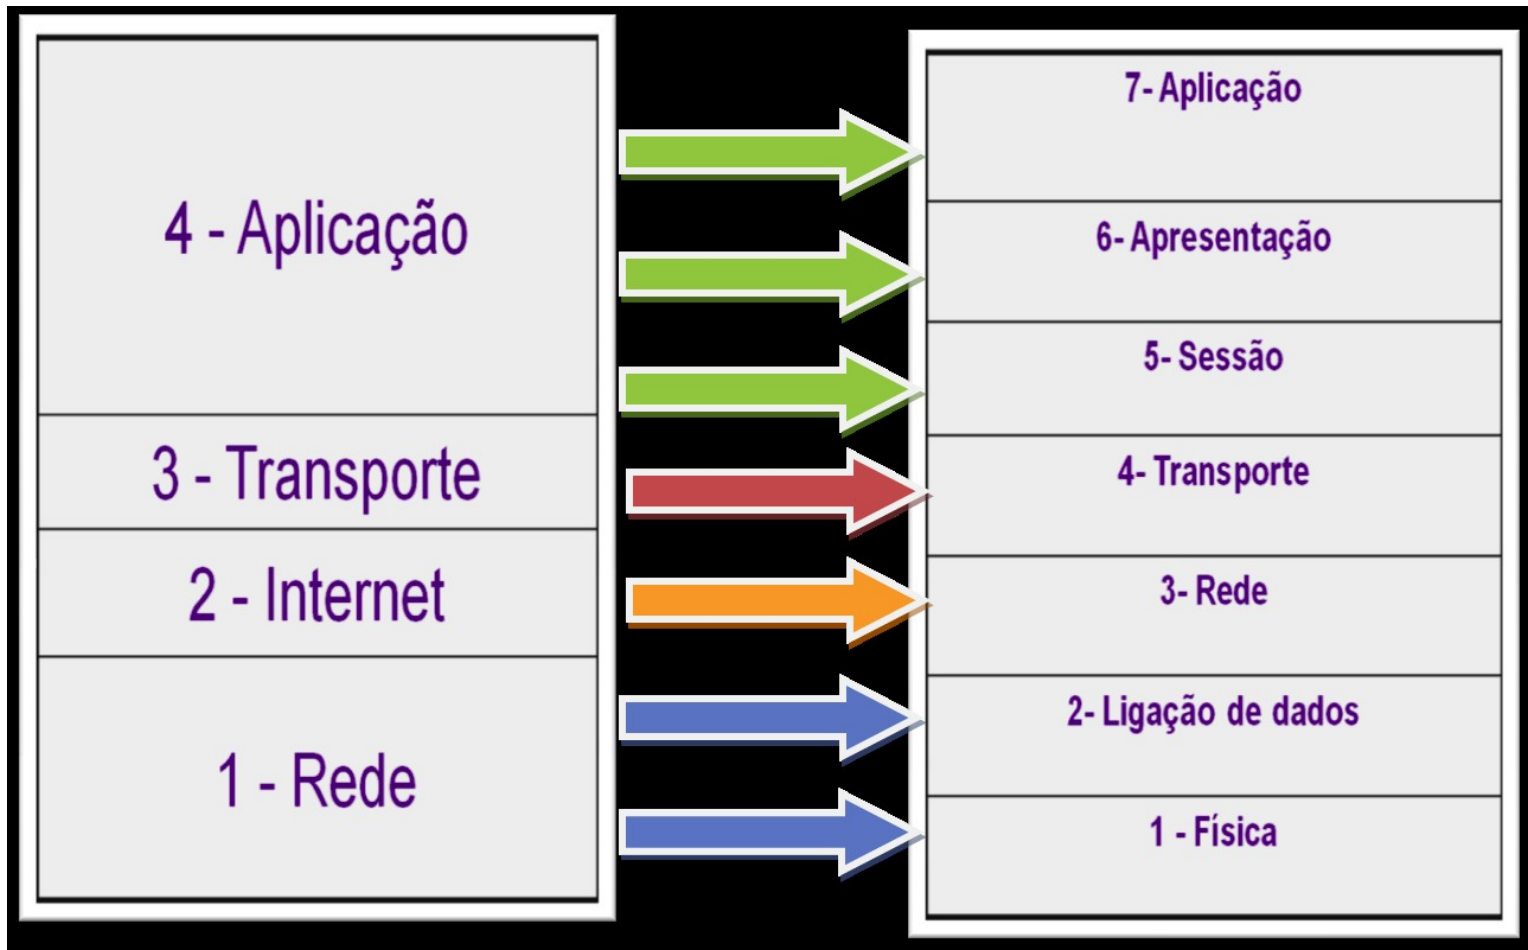 4 - Aplicação
3 - Transporte
2 - Internet
1 - Rede
7- Aplicação
6- Apresentação
5- Sessão
4- Transporte
3- Rede
2- Ligação de dados
1 - Física